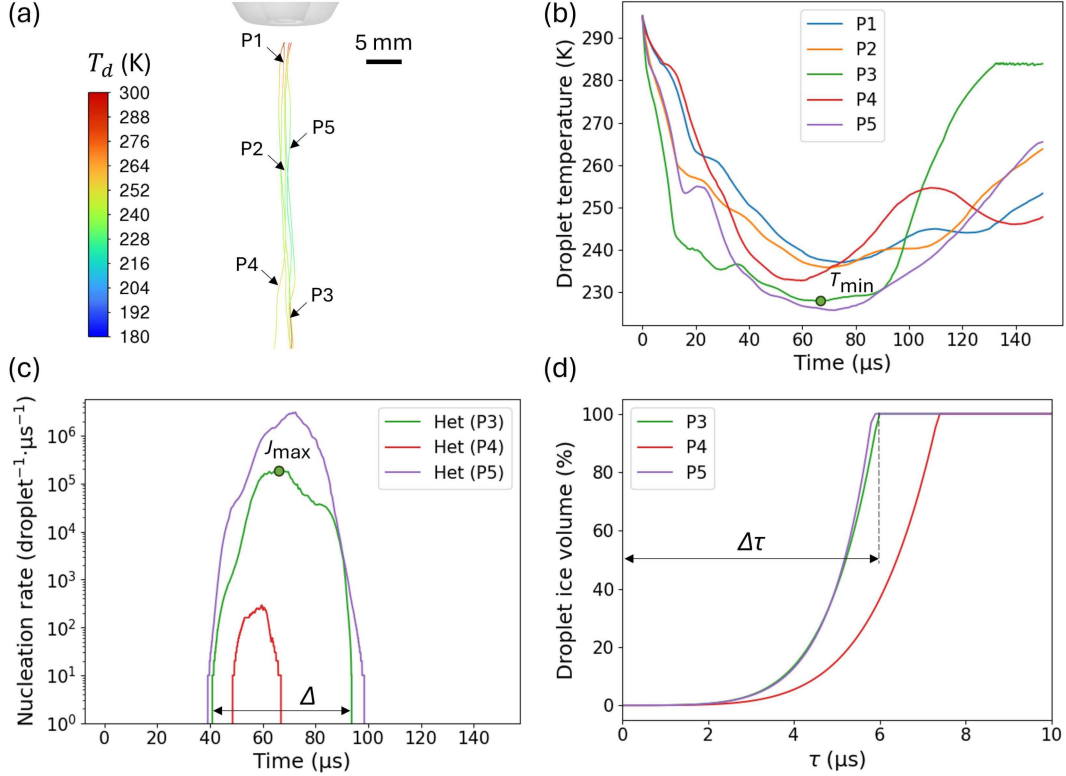 (a)
5 mm
P1
T_d (K)
300
288
276
264
252
240
228
216
204
192
180
P5
P2
P4
P3
(b)
Droplet temperature (K)
290
280
270
260
250
240
230
P1
P2
P3
P4
P5
T_min
0 20 40 60 80 100 120 140
Time (μs)
(c)
Nucleation rate (droplet⁻¹·μs⁻¹)
10⁶
10⁵
10⁴
10³
10²
10¹
10⁰
Het (P3)
Het (P4)
Het (P5)
J_max
Δ
0 20 40 60 80 100 120 140
Time (μs)
(d)
Droplet ice volume (%)
100
80
60
40
20
0
P3
P4
P5
Δτ
0 2 4 6 8 10
τ (μs)